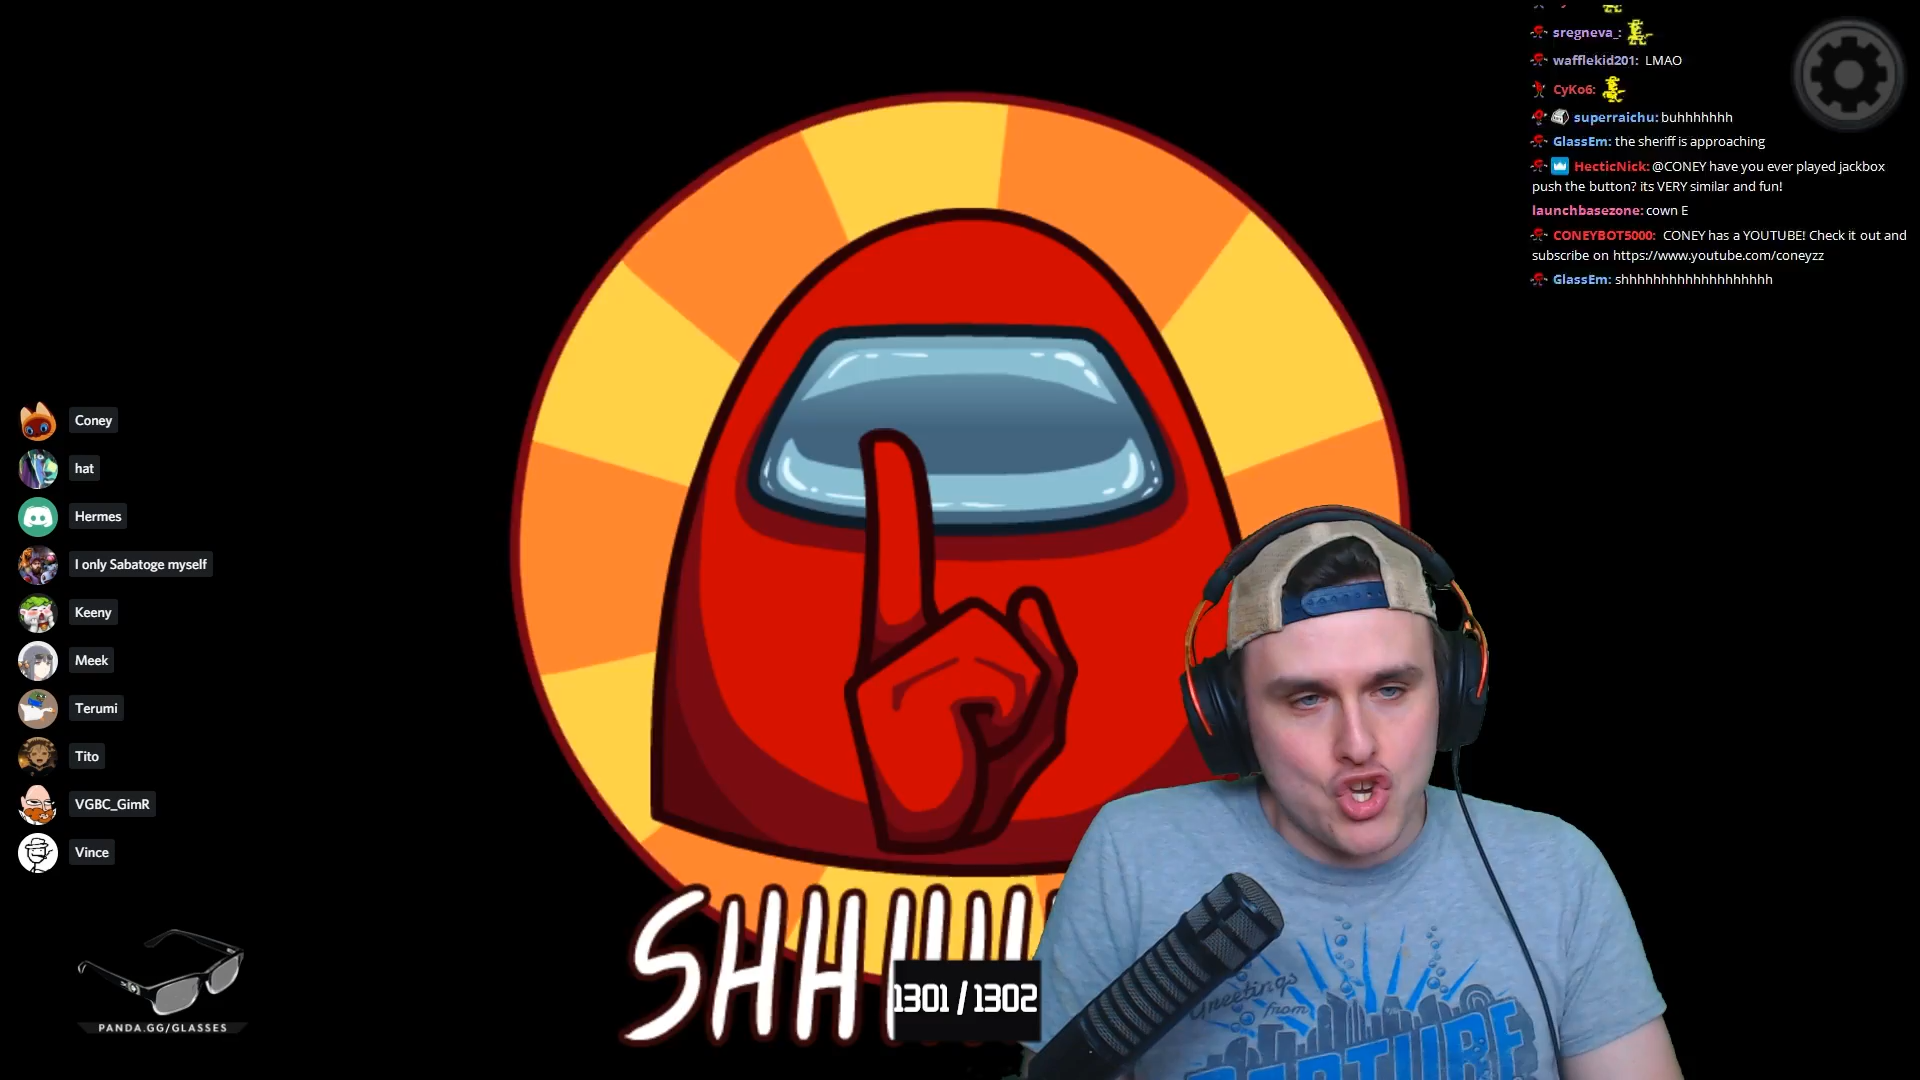 sregneva_:
wafflekid201: LMAO
CyKo6:
superraichu: buhhhhhhh
GlassEm: the sheriff is approaching
HecticNick: @CONEY have you ever played jackbox
push the button? its VERY similar and fun!
launchbasezone: cown E
CONEYBOT5000: CONEY has a YOUTUBE! Check it out and
subscribe on https://www.youtube.com/coneyzz
GlassEm: shhhhhhhhhhhhhhhhhhh
Coney
hat
Hermes
I only Sabatoge myself
Keeny
Meek
Terumi
Tito
VGBC_GimR
Vince
PANDA.GG/GLASSES
SHHHHHH
1301 / 1302
Greetings
from
RAPTURE